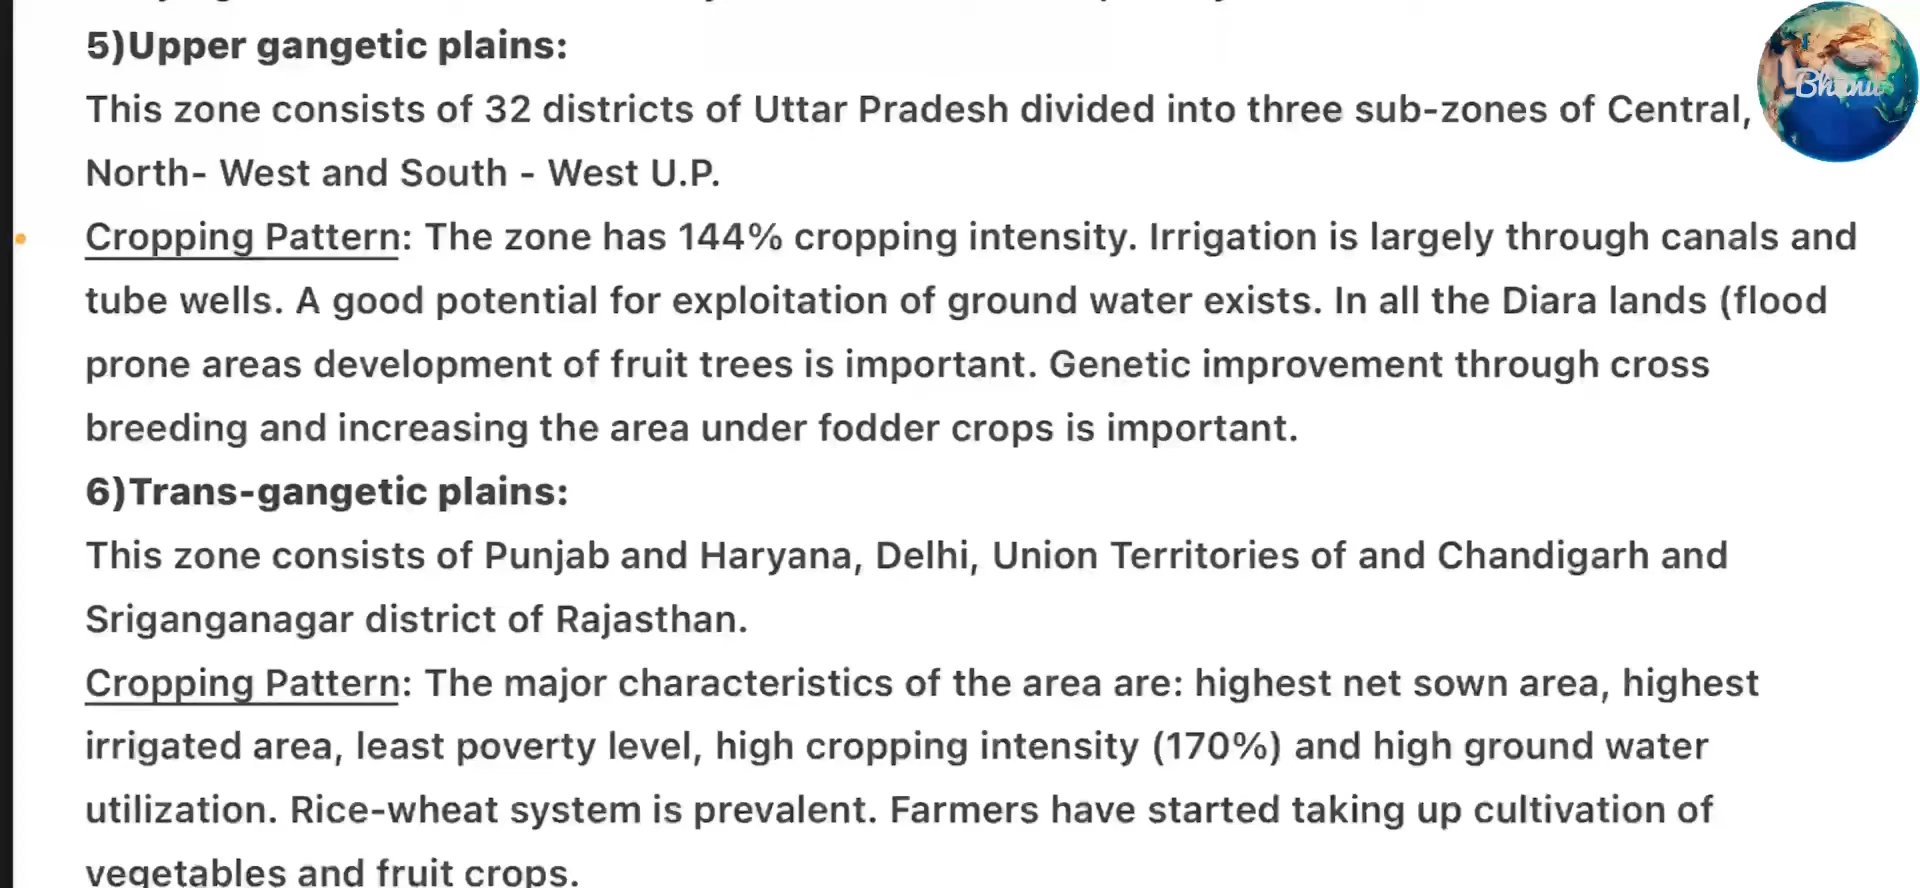 5)Upper gangetic plains:
This zone consists of 32 districts of Uttar Pradesh divided into three sub-zones of Central,
North- West and South - West U.P.
Cropping Pattern: The zone has 144% cropping intensity. Irrigation is largely through canals and
tube wells. A good potential for exploitation of ground water exists. In all the Diara lands (flood
prone areas development of fruit trees is important. Genetic improvement through cross
breeding and increasing the area under fodder crops is important.
6)Trans-gangetic plains:
This zone consists of Punjab and Haryana, Delhi, Union Territories of and Chandigarh and
Sriganganagar district of Rajasthan.
Cropping Pattern: The major characteristics of the area are: highest net sown area, highest
irrigated area, least poverty level, high cropping intensity (170%) and high ground water
utilization. Rice-wheat system is prevalent. Farmers have started taking up cultivation of
vegetables and fruit crops.